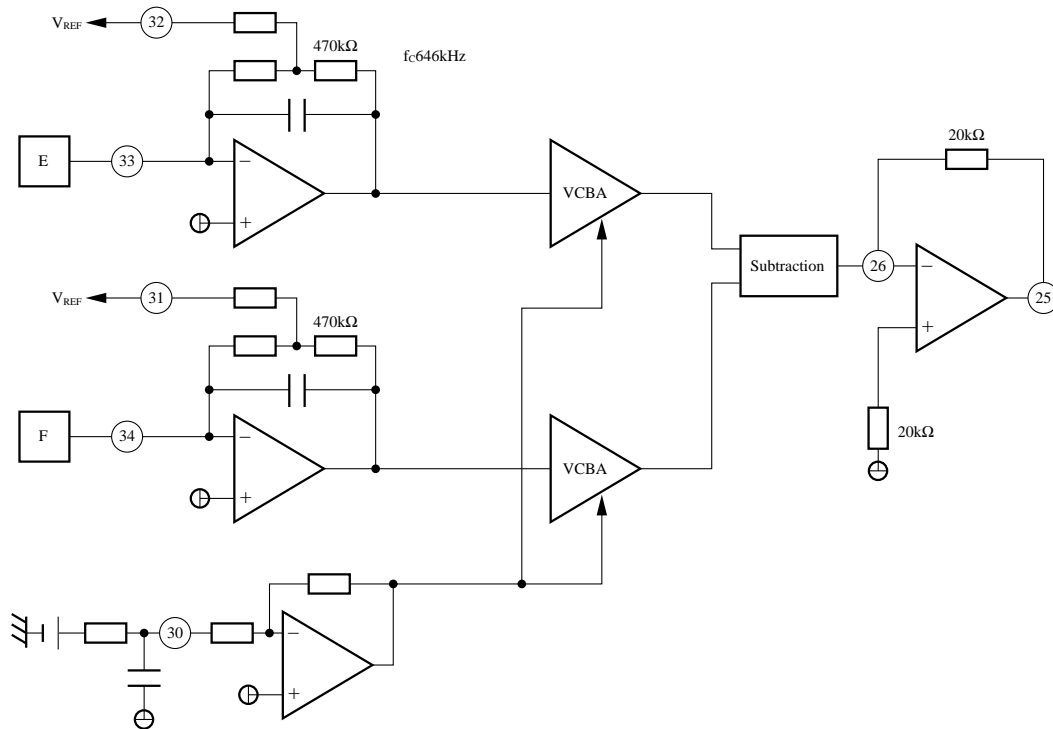 VREF 32
470kΩ
fC646kHz
E 33 − +
VCBA
20kΩ
Subtraction 26 − + 25
VREF 31
470kΩ
F 34 − +
VCBA
20kΩ
30 − +